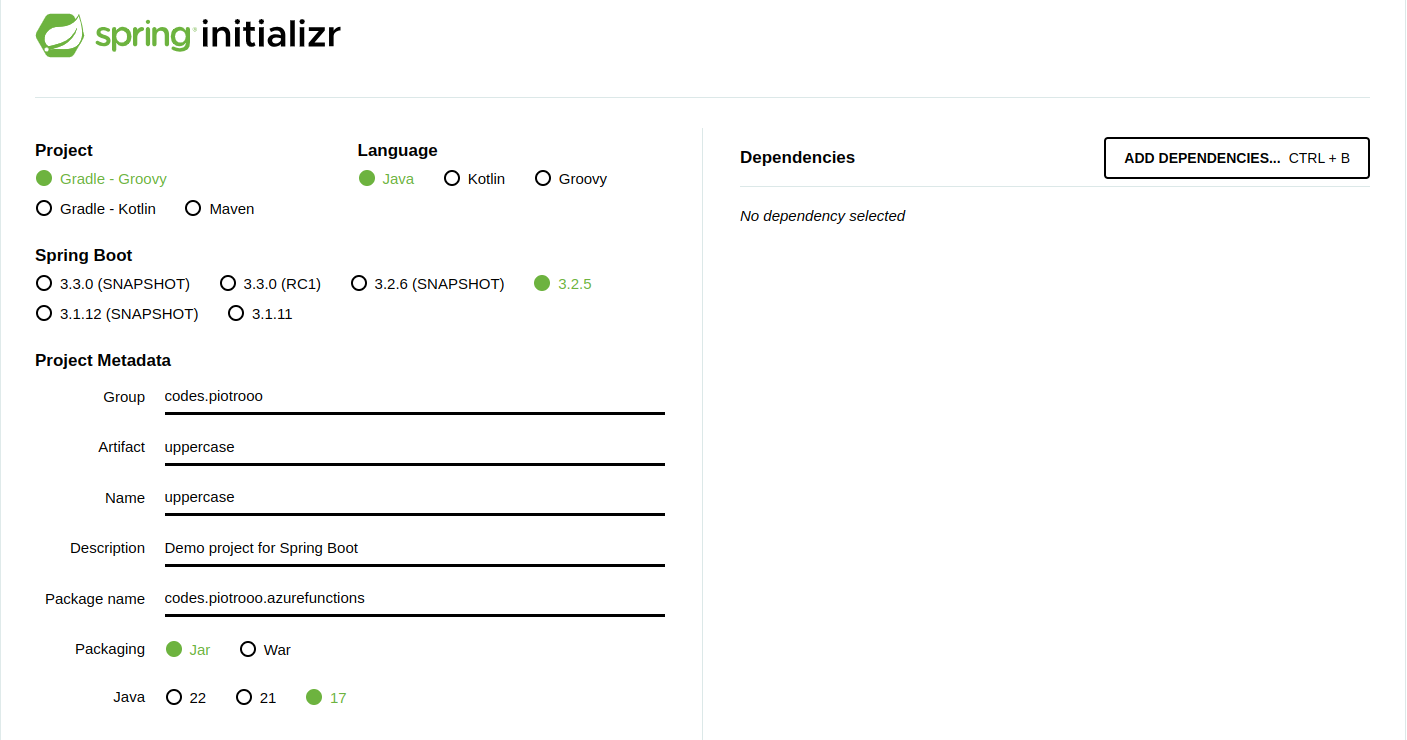 spring initializr
Project
Gradle - Groovy
Gradle - Kotlin Maven
Language
Java Kotlin Groovy
Spring Boot
3.3.0 (SNAPSHOT) 3.3.0 (RC1) 3.2.6 (SNAPSHOT) 3.2.5
3.1.12 (SNAPSHOT) 3.1.11
Project Metadata
Group codes.piotrooo
Artifact uppercase
Name uppercase
Description Demo project for Spring Boot
Package name codes.piotrooo.azurefunctions
Packaging Jar War
Java 22 21 17
Dependencies ADD DEPENDENCIES... CTRL + B
No dependency selected